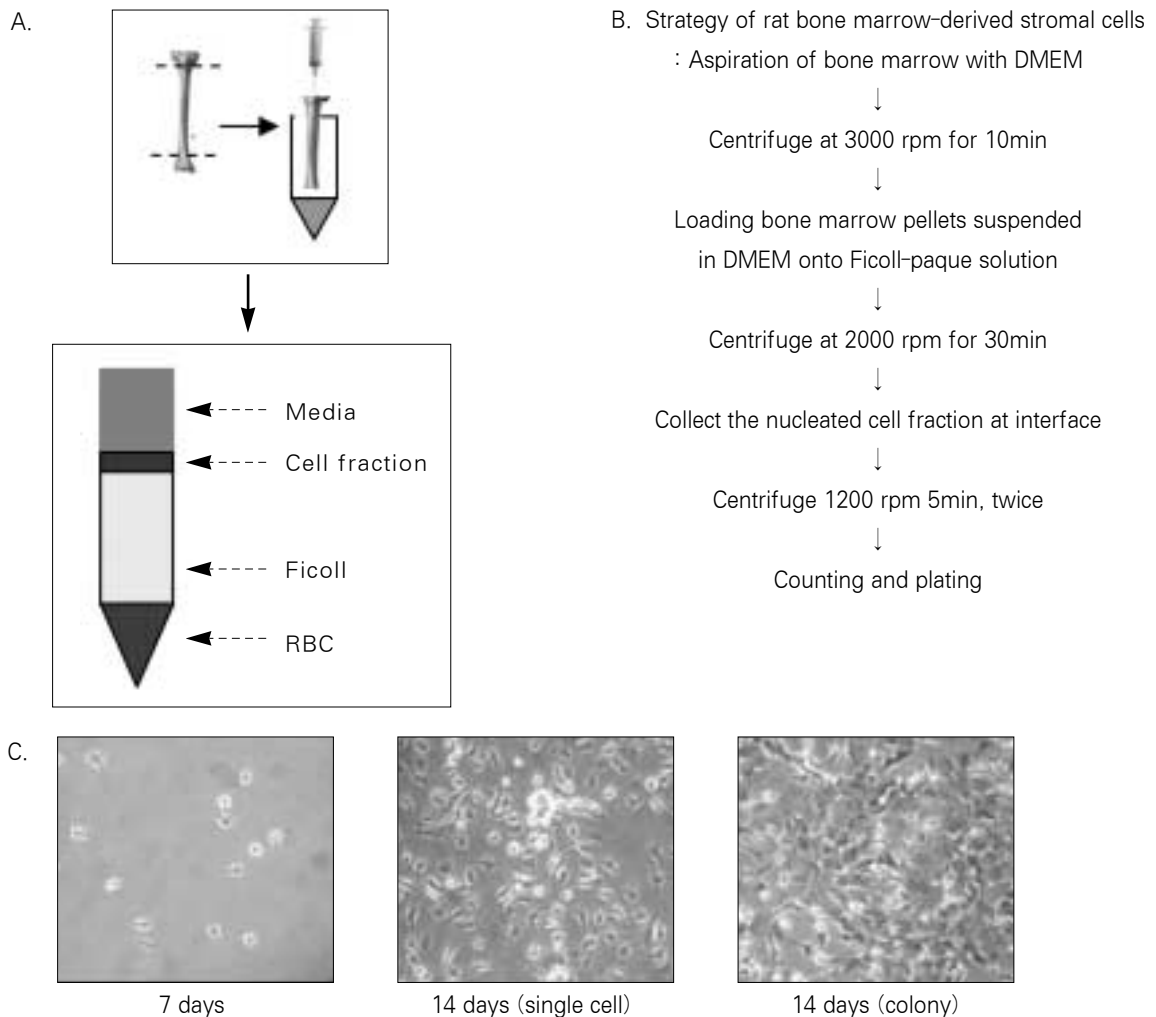 A.
Media
Cell fraction
Ficoll
RBC
B. Strategy of rat bone marrow-derived stromal cells
: Aspiration of bone marrow with DMEM
↓
Centrifuge at 3000 rpm for 10min
↓
Loading bone marrow pellets suspended
in DMEM onto Ficoll-paque solution
↓
Centrifuge at 2000 rpm for 30min
↓
Collect the nucleated cell fraction at interface
↓
Centrifuge 1200 rpm 5min, twice
↓
Counting and plating
C.
7 days
14 days (single cell)
14 days (colony)